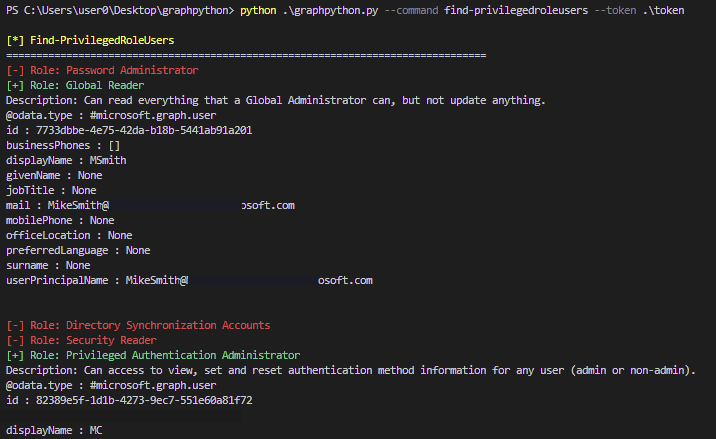 PS C:\Users\user0\Desktop\graphpython> python .\graphpython.py --command find-privilegedroleusers --token .\token
[*] Find-PrivilegedRoleUsers
================================================================================
[-] Role: Password Administrator
[+] Role: Global Reader
Description: Can read everything that a Global Administrator can, but not update anything.
@odata.type : #microsoft.graph.user
id : 7733dbbe-4e75-42da-b18b-5441ab91a201
businessPhones : []
displayName : MSmith
givenName : None
jobTitle : None
mail : MikeSmith@ osoft.com
mobilePhone : None
officeLocation : None
preferredLanguage : None
surname : None
userPrincipalName : MikeSmith@ osoft.com
[-] Role: Directory Synchronization Accounts
[-] Role: Security Reader
[+] Role: Privileged Authentication Administrator
Description: Can access to view, set and reset authentication method information for any user (admin or non-admin).
@odata.type : #microsoft.graph.user
id : 82389e5f-1d1b-4273-9ec7-551e60a81f72
displayName : MC